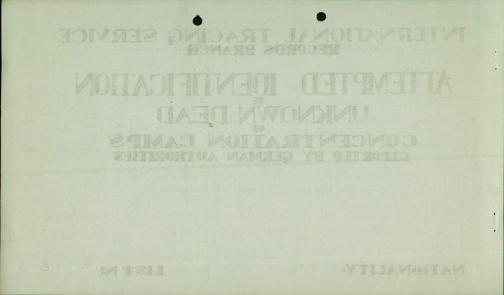 INTERNATIONAL TRACING SERVICE
RECORDS BRANCH
ATTEMPTED IDENTIFICATION
OF
UNKNOWN DEAD
OF
CONCENTRATION CAMPS
REPORTED BY GERMAN AUTHORITIES
NATIONALITY LIST No